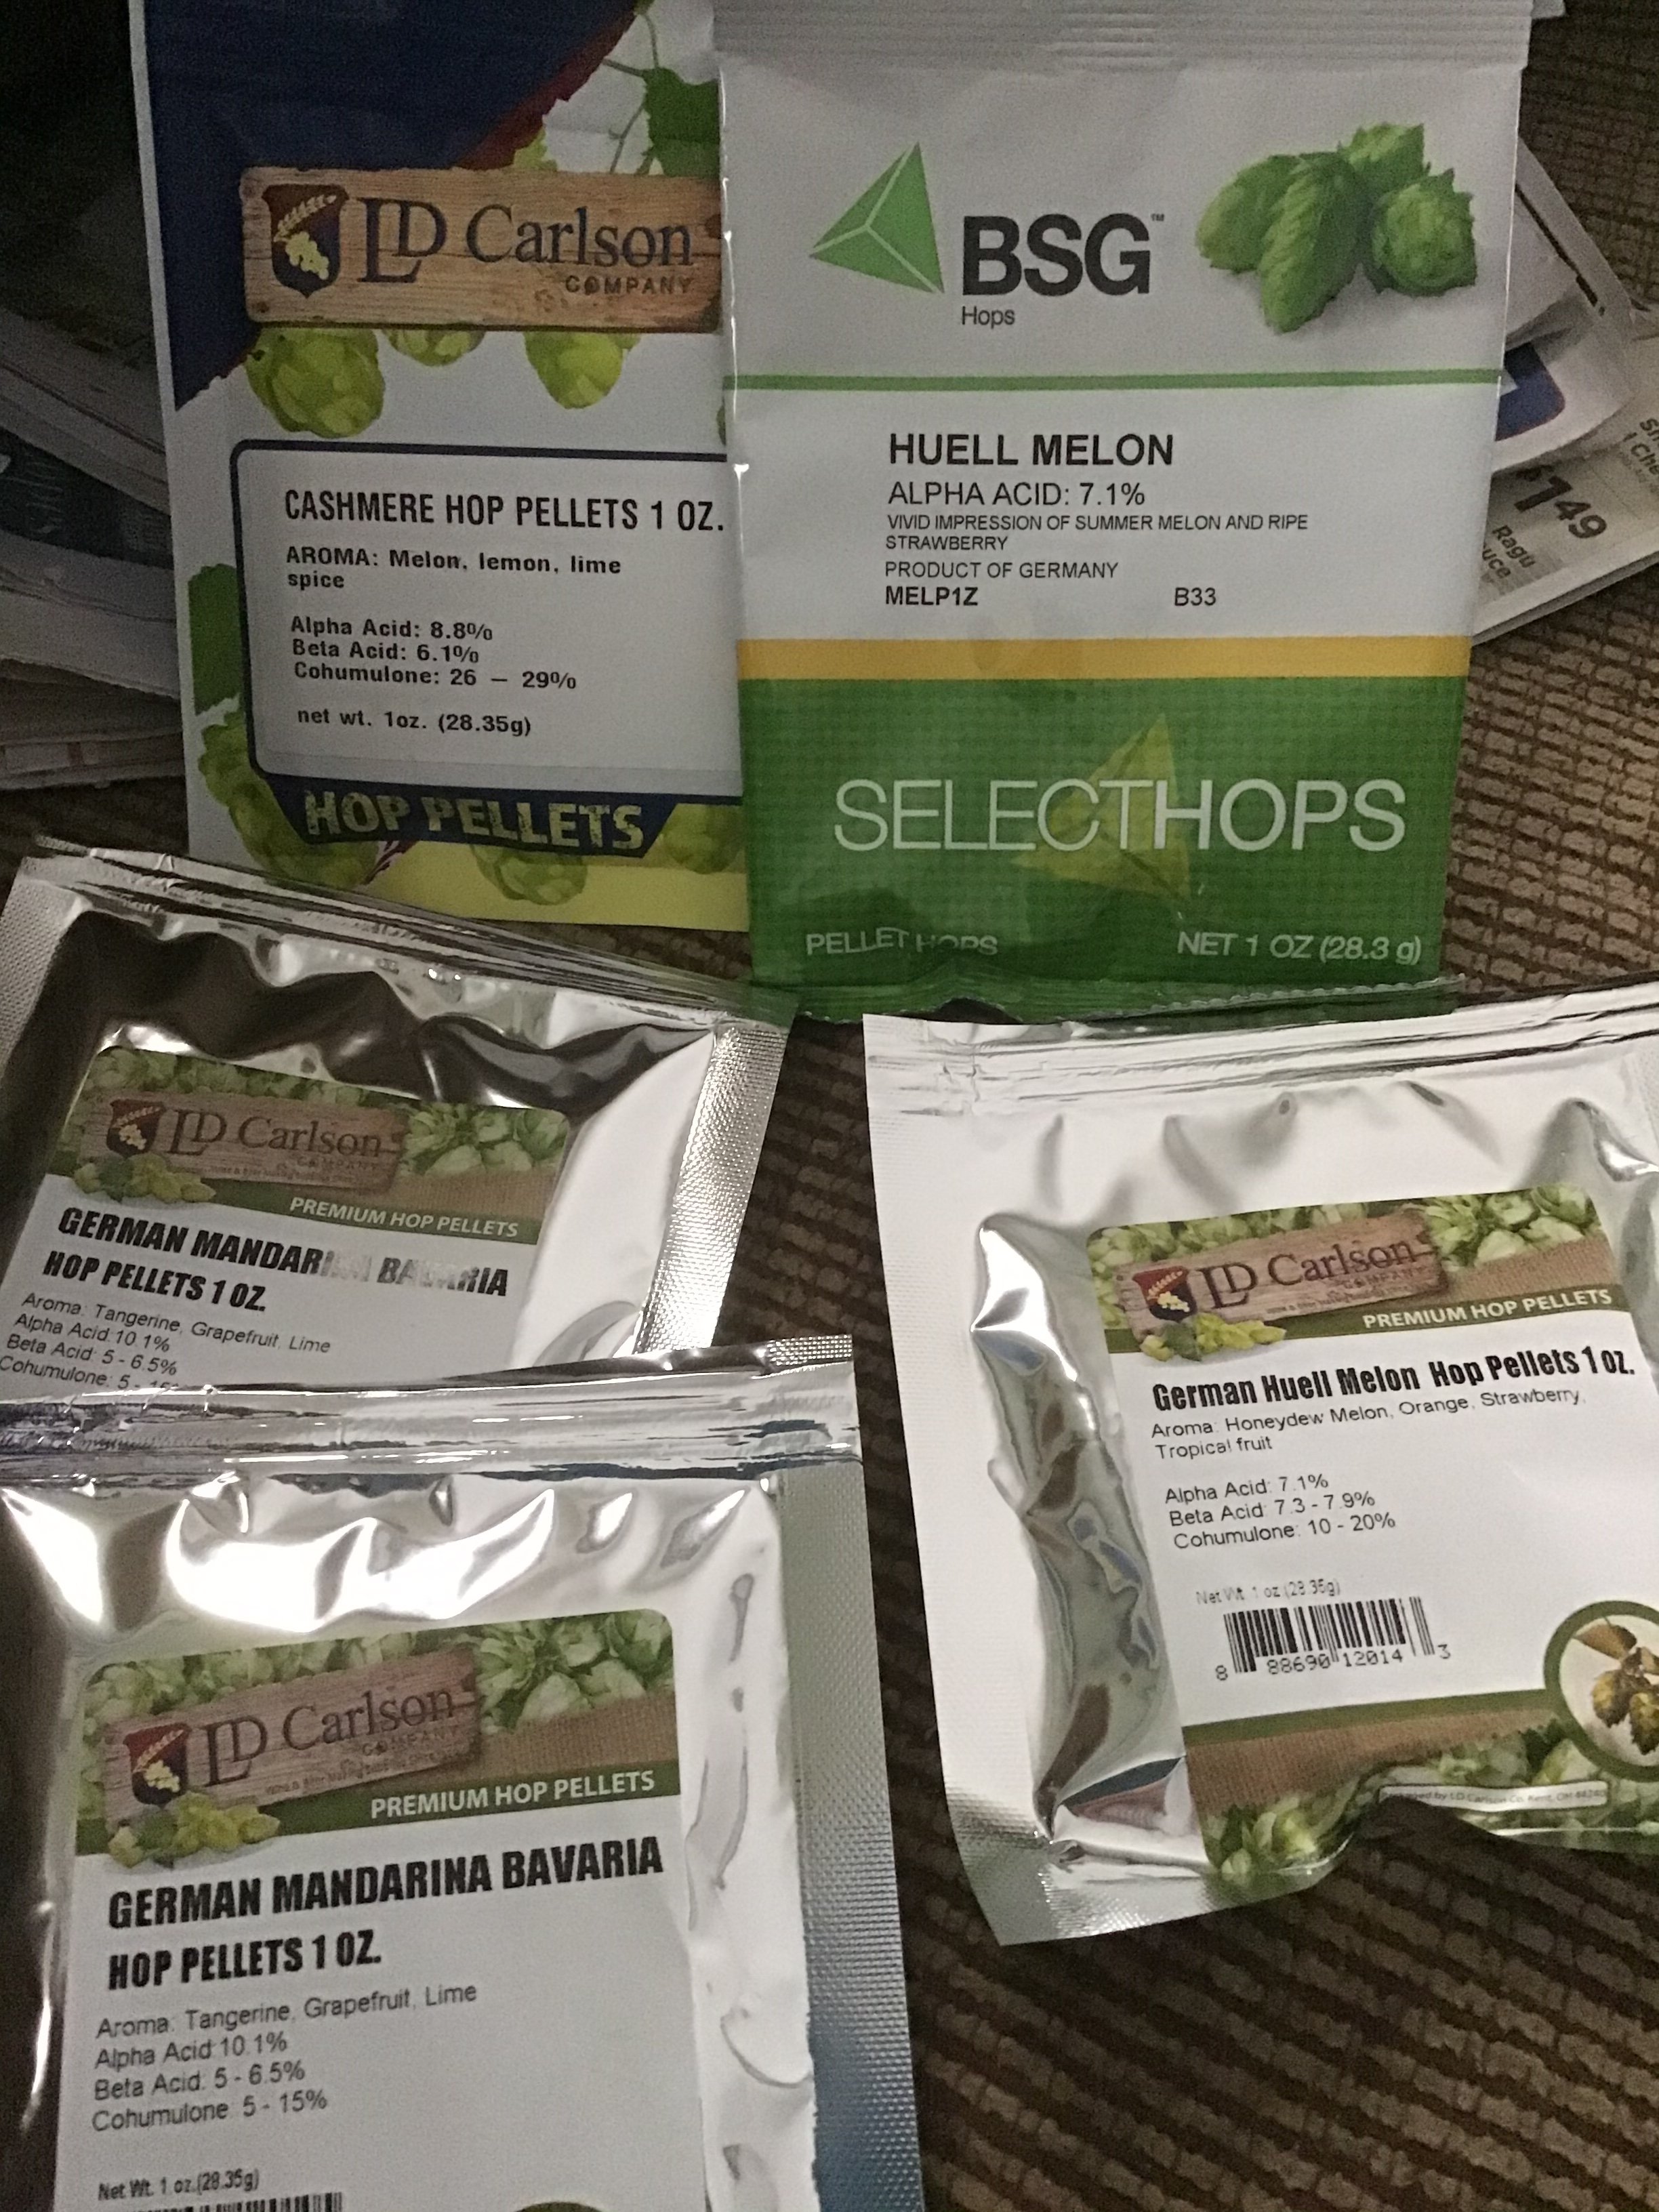 LD Carlson
COMPANY
CASHMERE HOP PELLETS 1 OZ.
AROMA: Melon, lemon, lime
spice
Alpha Acid: 8.8%
Beta Acid: 6.1%
Cohumulone: 26 – 29%
net wt. 1oz. (28.35g)
HOP PELLETS
BSG™
Hops
HUELL MELON
ALPHA ACID: 7.1%
VIVID IMPRESSION OF SUMMER MELON AND RIPE
STRAWBERRY
PRODUCT OF GERMANY
MELP1Z B33
SELECTHOPS
PELLET HOPS NET 1 OZ (28.3 g)
$1 49
Ragu
LD Carlson
COMPANY
PREMIUM HOP PELLETS
GERMAN MANDARINA BAVARIA
HOP PELLETS 1 OZ.
Aroma: Tangerine, Grapefruit, Lime
Alpha Acid:10.1%
Beta Acid: 5 - 6.5%
Cohumulone: 5 - 15%
LD Carlson
COMPANY
PREMIUM HOP PELLETS
German Huell Melon Hop Pellets 1 oz.
Aroma: Honeydew Melon, Orange, Strawberry,
Tropical fruit
Alpha Acid: 7.1%
Beta Acid: 7.3 - 7.9%
Cohumulone: 10 - 20%
Net Wt. 1 oz.(28.35g)
8 88690 12014 3
LD Carlson
COMPANY
PREMIUM HOP PELLETS
GERMAN MANDARINA BAVARIA
HOP PELLETS 1 OZ.
Aroma: Tangerine, Grapefruit, Lime
Alpha Acid:10.1%
Beta Acid: 5 - 6.5%
Cohumulone: 5 - 15%
Net Wt. 1 oz.(28.35g)